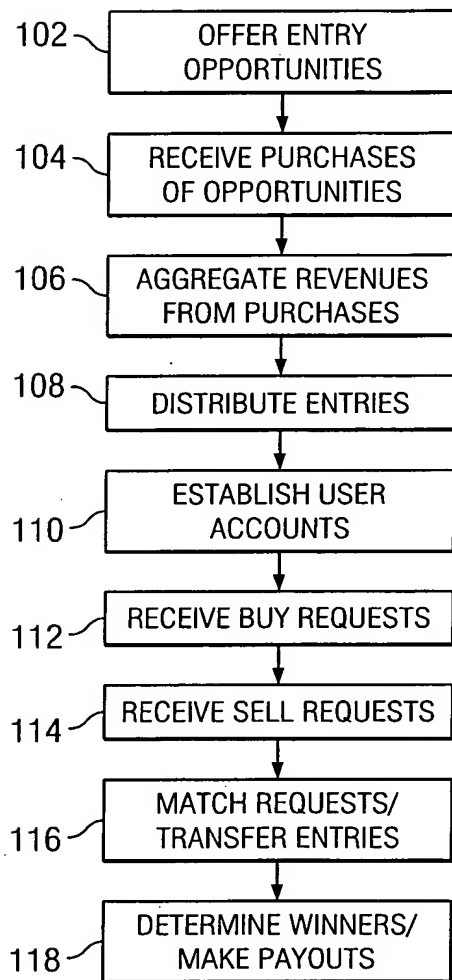 102
OFFER ENTRY
OPPORTUNITIES
104
RECEIVE PURCHASES
OF OPPORTUNITIES
106
AGGREGATE REVENUES
FROM PURCHASES
108
DISTRIBUTE ENTRIES
110
ESTABLISH USER
ACCOUNTS
112
RECEIVE BUY REQUESTS
114
RECEIVE SELL REQUESTS
116
MATCH REQUESTS/
TRANSFER ENTRIES
118
DETERMINE WINNERS/
MAKE PAYOUTS